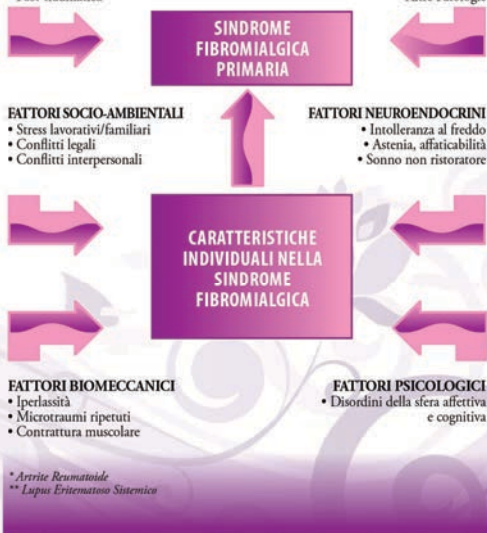 SINDROME
FIBROMIALGICA
PRIMARIA
FATTORI SOCIO-AMBIENTALI
• Stress lavorativi/familiari
• Conflitti legali
• Conflitti interpersonali
FATTORI NEUROENDOCRINI
• Intolleranza al freddo
• Astenia, affaticabilità
• Sonno non ristoratore
CARATTERISTICHE
INDIVIDUALI NELLA
SINDROME
FIBROMIALGICA
FATTORI BIOMECCANICI
• Iperlassità
• Microtraumi ripetuti
• Contrattura muscolare
FATTORI PSICOLOGICI
• Disordini della sfera affettiva
e cognitiva
* Artrite Reumatoide
** Lupus Eritematoso Sistemico